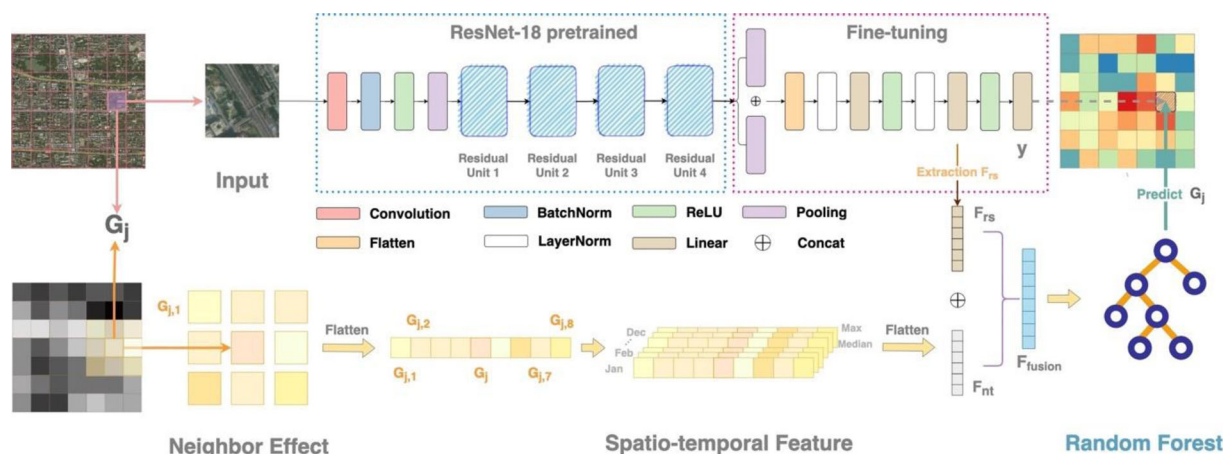 ResNet-18 pretrained
Fine-tuning
Input
Residual Unit 1
Residual Unit 2
Residual Unit 3
Residual Unit 4
y
Extraction Frs
Predict Gj
Gj
Convolution
BatchNorm
ReLU
Pooling
Flatten
LayerNorm
Linear
Concat
Frs
Gj,1
Flatten
Gj,2
Gj,8
Gj,1
Gj
Gj,7
Dec
Feb
Jan
Max
Median
Flatten
Fnt
Ffusion
Neighbor Effect
Spatio-temporal Feature
Random Forest